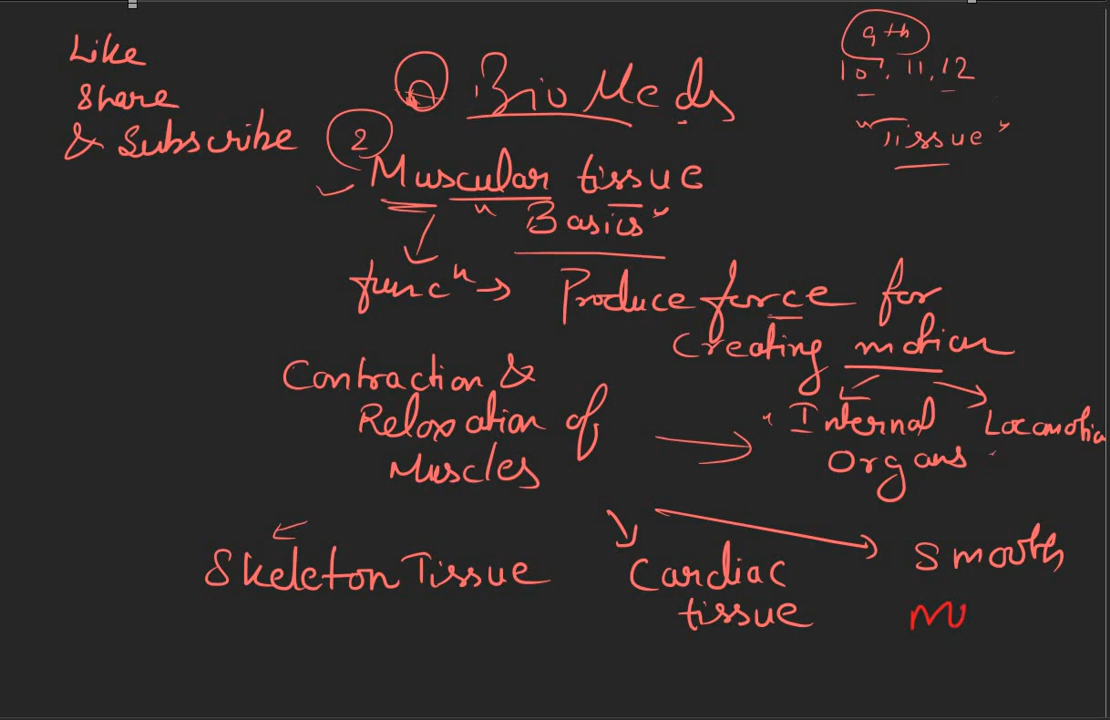 Like
Share
& Subscribe
@ BioMeds
9th
10, 11, 12
"Tissue"
2
Muscular tissue
"Basics"
funcⁿ → Produce force for
Creating motion
Contraction &
Relaxation of
Muscles
Internal
Organs
Locomotion
Skeleton Tissue
Cardiac
tissue
Smooth
mu